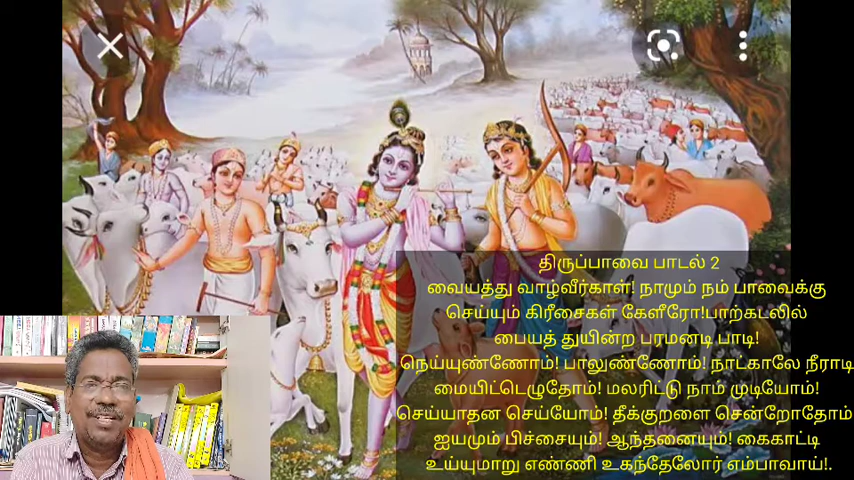 திருப்பாவை பாடல் 2
வையத்து வாழ்வீர்காள்! நாமும் நம் பாவைக்கு
செய்யும் கிரீசைகள் கேளீரோ!பாற்கடலில்
பையத் துயின்ற பரமனடி பாடி!
நெய்யுண்ணோம்! பாலுண்ணோம்! நாட்காலே நீராடி
மையிட்டெழுதோம்! மலரிட்டு நாம் முடியோம்!
செய்யாதன செய்யோம்! தீக்குறளை சென்றோதோம்
ஐயமும் பிச்சையும்! ஆந்தனையும்! கைகாட்டி
உய்யுமாறு எண்ணி உகந்தேலோர் எம்பாவாய்!.